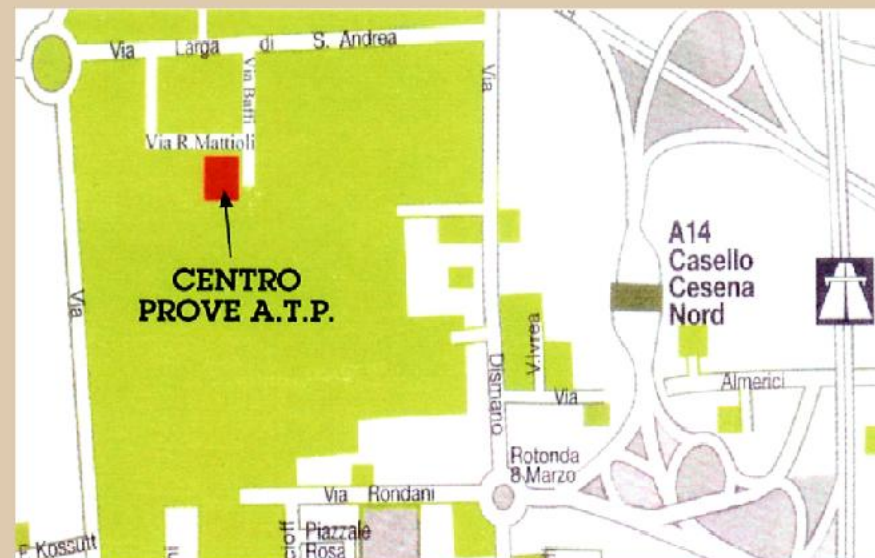 Via Larga di S. Andrea
Via Baffi
Via
Via R. Mattioli
CENTRO
PROVE A.T.P.
A14
Casello
Cesena
Nord
Via
V.Ivrea
Dismano
Almerici
Via
Rotonda
8 Marzo
Via Rondani
Piazzale
Rosa
F Kossutt